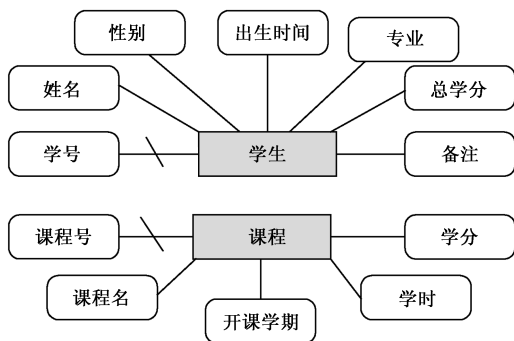 性别 出生时间 专业
姓名 总学分
学号 学生 备注
课程号 课程 学分
课程名 开课学期 学时